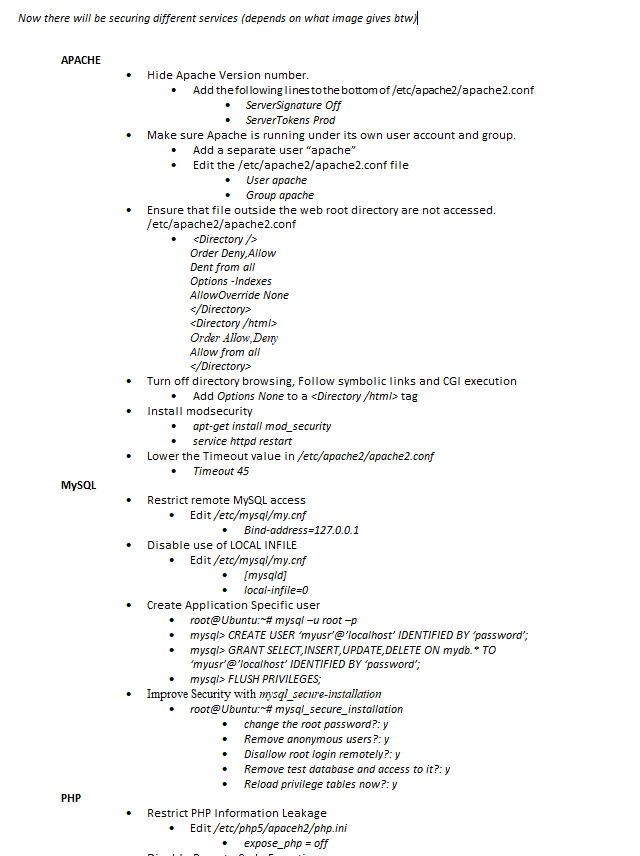 Now there will be securing different services (depends on what image gives btw)
APACHE
• Hide Apache Version number.
• Add the following lines to the bottom of /etc/apache2/apache2.conf
• ServerSignature Off
• ServerTokens Prod
• Make sure Apache is running under its own user account and group.
• Add a separate user “apache”
• Edit the /etc/apache2/apache2.conf file
• User apache
• Group apache
• Ensure that file outside the web root directory are not accessed.
/etc/apache2/apache2.conf
• <Directory />
Order Deny,Allow
Dent from all
Options -Indexes
AllowOverride None
</Directory>
<Directory /html>
Order Allow,Deny
Allow from all
</Directory>
• Turn off directory browsing, Follow symbolic links and CGI execution
• Add Options None to a <Directory /html> tag
• Install modsecurity
• apt-get install mod_security
• service httpd restart
• Lower the Timeout value in /etc/apache2/apache2.conf
• Timeout 45
MySQL
• Restrict remote MySQL access
• Edit /etc/mysql/my.cnf
• Bind-address=127.0.0.1
• Disable use of LOCAL INFILE
• Edit /etc/mysql/my.cnf
• [mysqld]
• local-infile=0
• Create Application Specific user
• root@Ubuntu:~# mysql –u root –p
• mysql> CREATE USER ‘myusr’@’localhost’ IDENTIFIED BY ‘password’;
• mysql> GRANT SELECT,INSERT,UPDATE,DELETE ON mydb.* TO
‘myusr’@’localhost’ IDENTIFIED BY ‘password’;
• mysql> FLUSH PRIVILEGES;
• Improve Security with mysql_secure-installation
• root@Ubuntu:~# mysql_secure_installation
• change the root password?: y
• Remove anonymous users?: y
• Disallow root login remotely?: y
• Remove test database and access to it?: y
• Reload privilege tables now?: y
PHP
• Restrict PHP Information Leakage
• Edit /etc/php5/apaceh2/php.ini
• expose_php = off